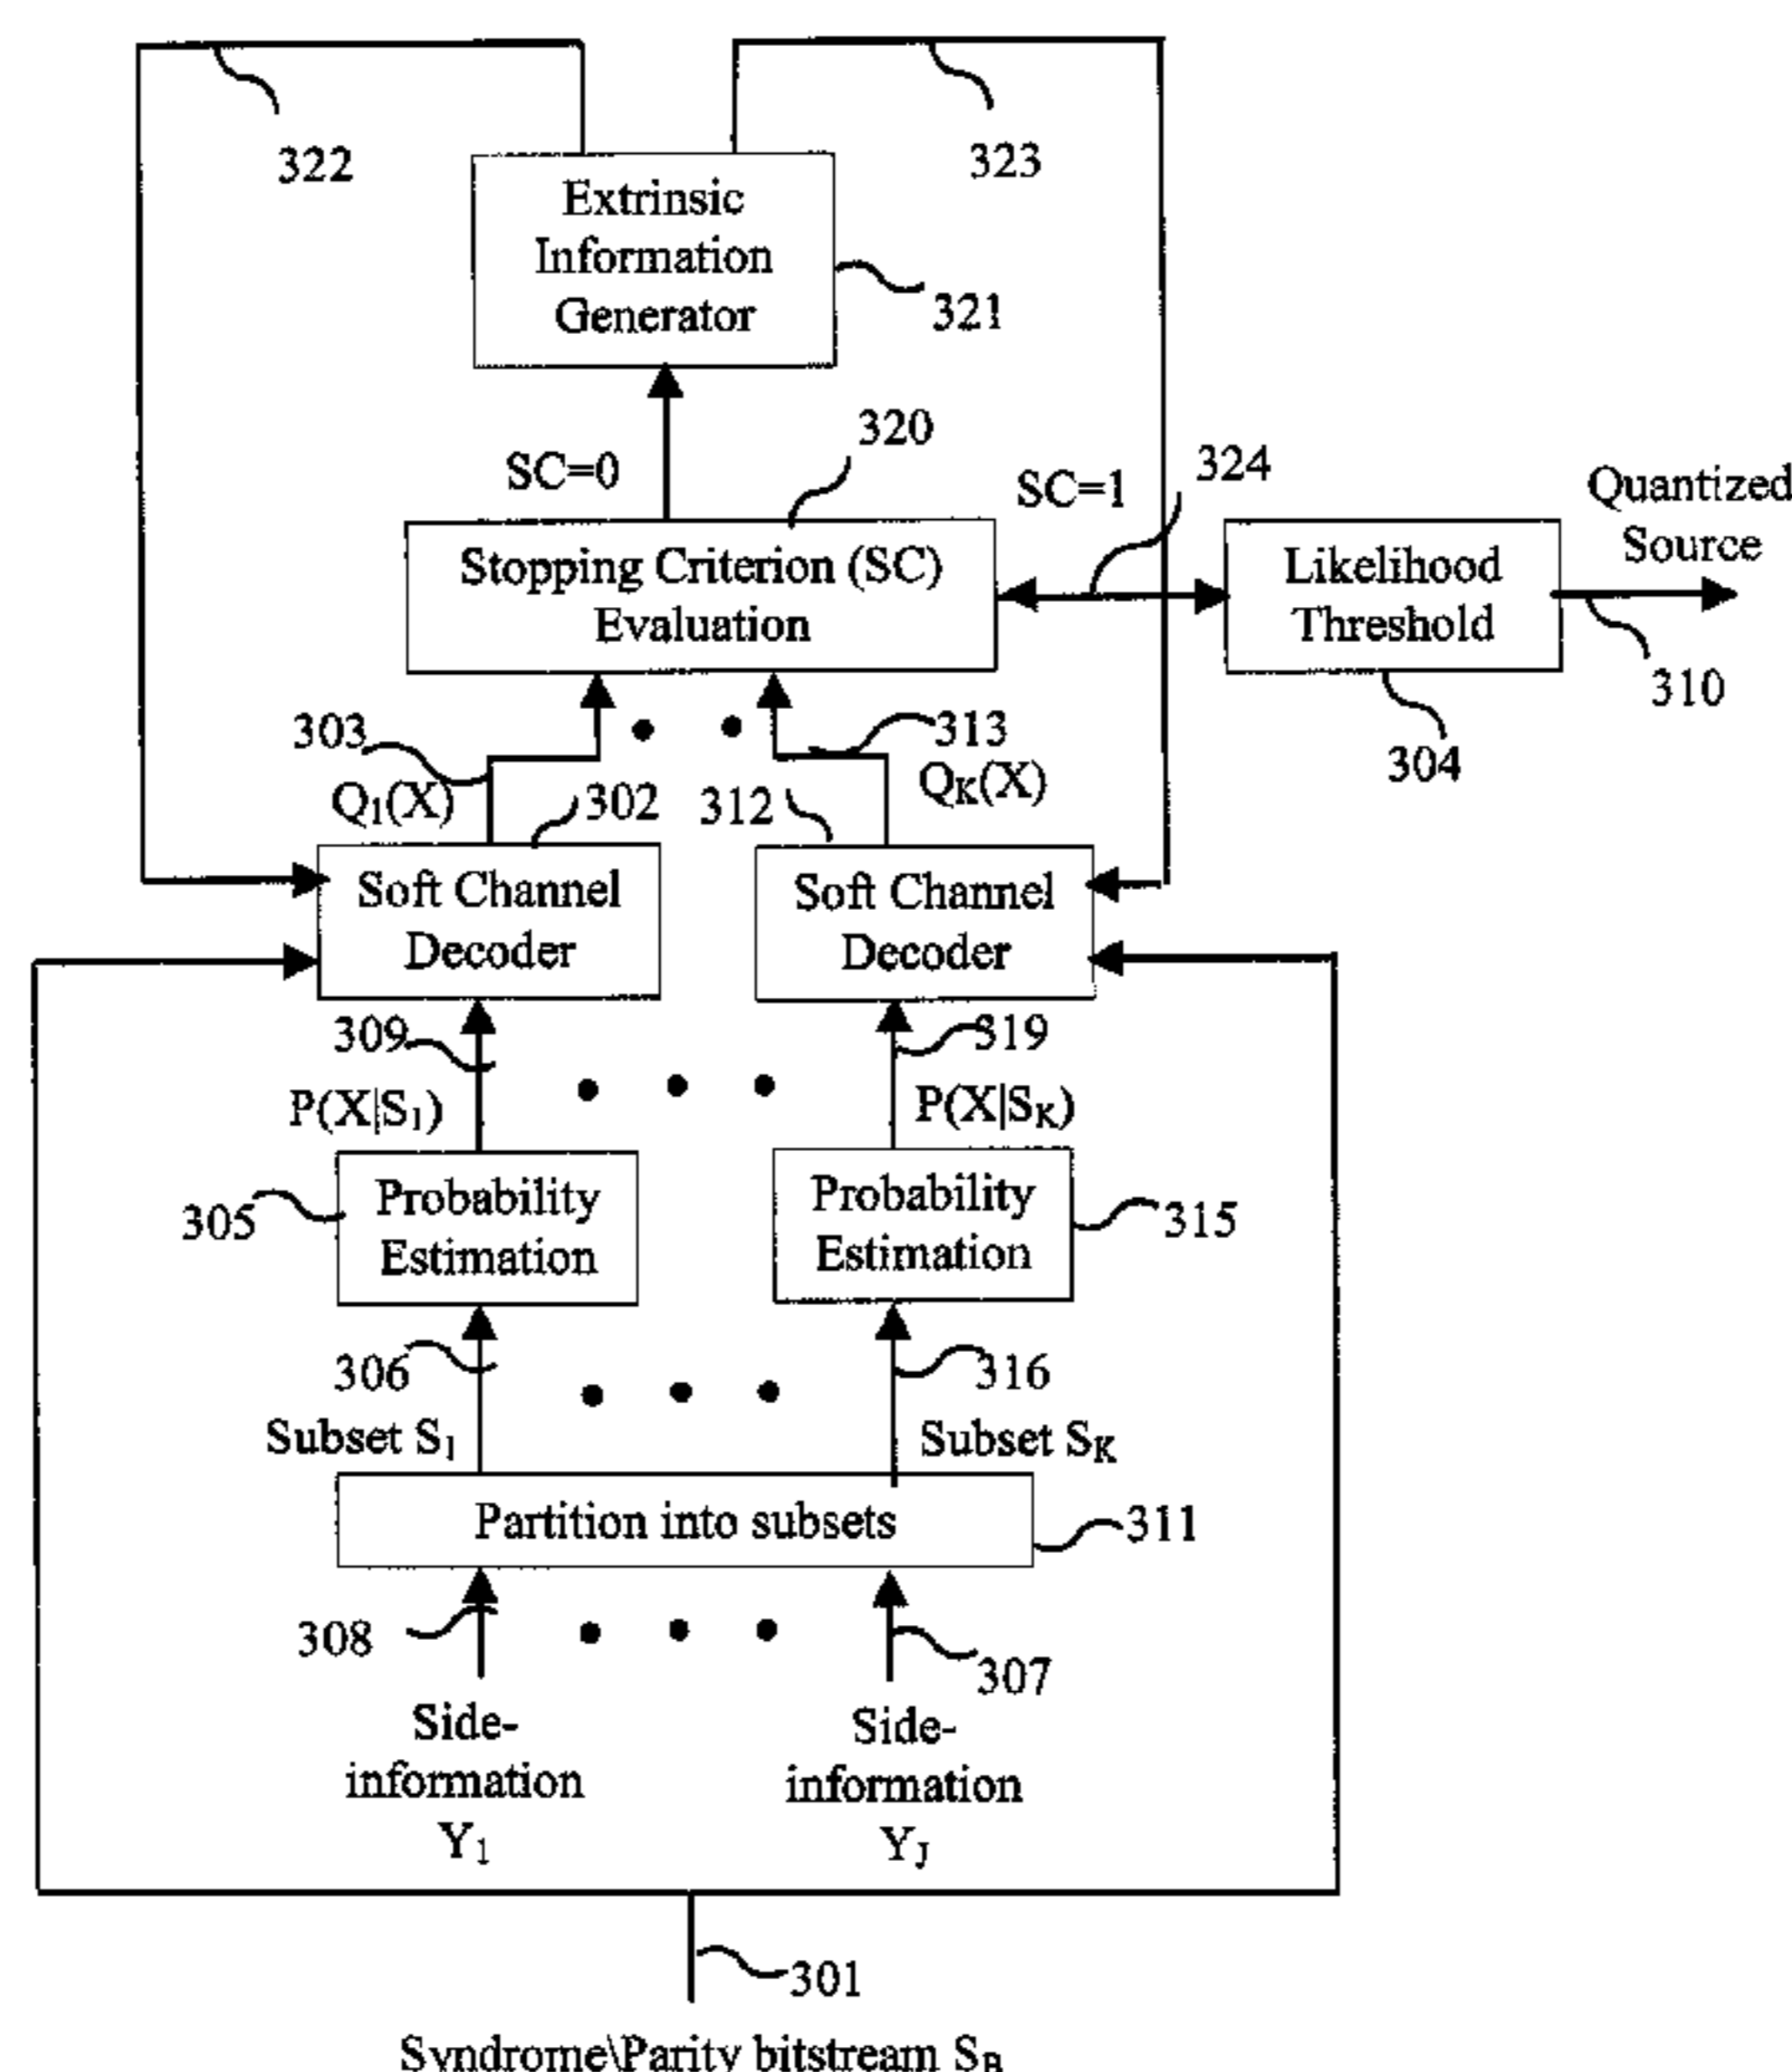 322
323
Extrinsic
Information
Generator
321
320
SC=0
SC=1
324
Quantized
Source
Stopping Criterion (SC)
Evaluation
Likelihood
Threshold
310
304
303
313
Q1(X)
302
312
QK(X)
Soft Channel
Decoder
Soft Channel
Decoder
309
319
P(X|S1)
P(X|SK)
305
Probability
Estimation
Probability
Estimation
315
306
316
Subset S1
Subset SK
Partition into subsets
311
308
307
Side-
information
Y1
Side-
information
YJ
301
Syndrome\Parity bitstream SB